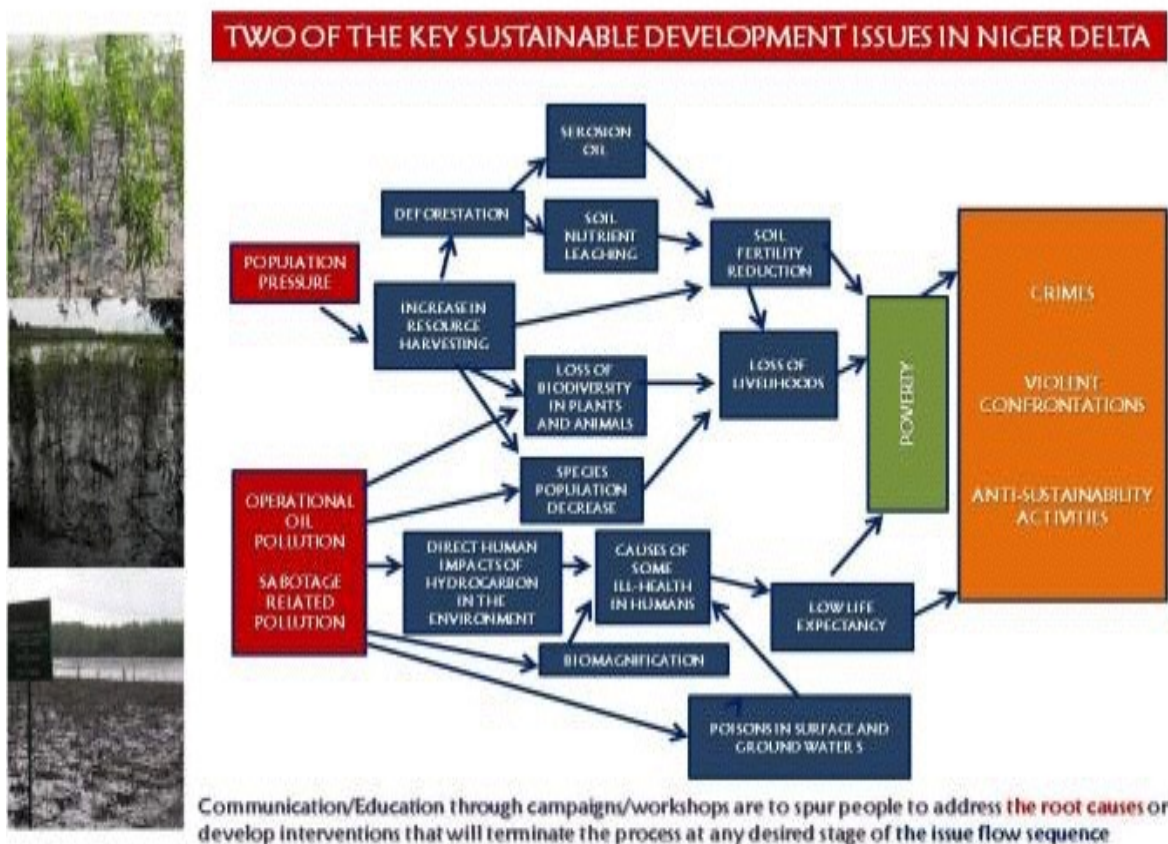 TWO OF THE KEY SUSTAINABLE DEVELOPMENT ISSUES IN NIGER DELTA
SEROSION
OIL
DEFORESTATION
SOIL
NUTRIENT
LEACHING
SOIL
FERTILITY
REDUCTION
POPULATION
PRESSURE
INCREASE IN
RESOURCE
HARVESTING
LOSS OF
BIODIVERSITY
IN PLANTS
AND ANIMALS
LOSS OF
LIVELIHOODS
POVERTY
CRIMES
VIOLENT
CONFRONTATIONS
ANTI-SUSTAINABILITY
ACTIVITIES
SPECIES
POPULATION
DECREASE
OPERATIONAL
OIL
POLLUTION
SABOTAGE
RELATED
POLLUTION
DIRECT HUMAN
IMPACTS OF
HYDROCARBON
IN THE
ENVIRONMENT
CAUSES OF
SOME
ILL-HEALTH
IN HUMANS
LOW LIFE
EXPECTANCY
BIOMAGNIFICATION
POISONS IN SURFACE AND
GROUND WATER S
Communication/Education through campaigns/workshops are to spur people to address the root causes or
develop interventions that will terminate the process at any desired stage of the issue flow sequence